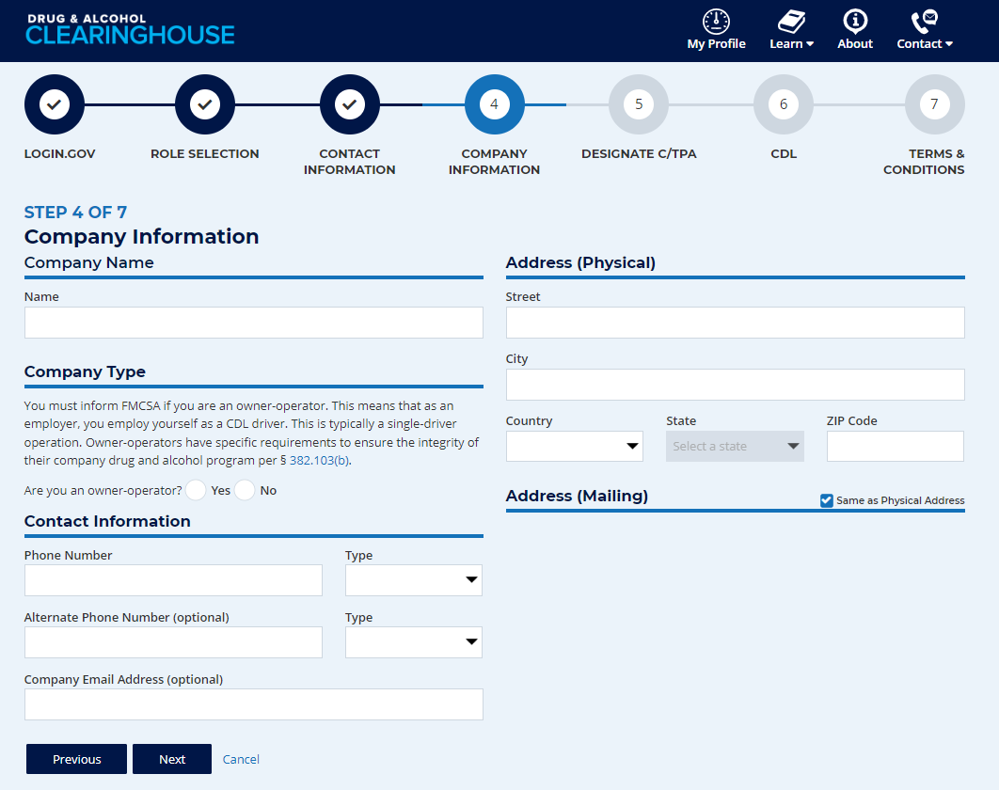 DRUG & ALCOHOL
CLEARINGHOUSE
My Profile
Learn
About
Contact
4
5
6
7
LOGIN.GOV
ROLE SELECTION
CONTACT
INFORMATION
COMPANY
INFORMATION
DESIGNATE C/TPA
CDL
TERMS &
CONDITIONS
STEP 4 OF 7
Company Information
Company Name
Name
Company Type
You must inform FMCSA if you are an owner-operator. This means that as an
employer, you employ yourself as a CDL driver. This is typically a single-driver
operation. Owner-operators have specific requirements to ensure the integrity of
their company drug and alcohol program per § 382.103(b).
Are you an owner-operator? Yes No
Contact Information
Phone Number
Type
Alternate Phone Number (optional)
Type
Company Email Address (optional)
Address (Physical)
Street
City
Country
State
ZIP Code
Select a state
Address (Mailing)
Same as Physical Address
Previous
Next
Cancel